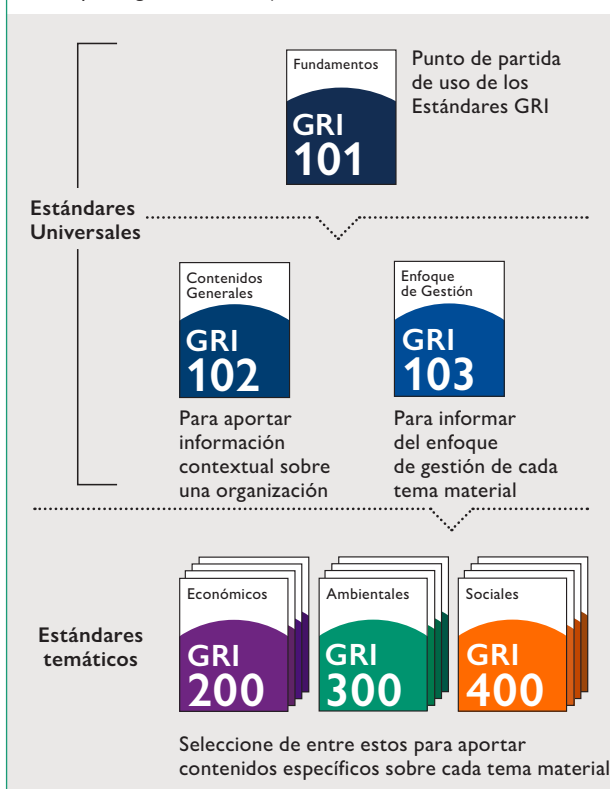 Fundamentos
GRI
101
Punto de partida
de uso de los
Estándares GRI
Estándares
Universales
Contenidos
Generales
GRI
102
Para aportar
información
contextual sobre
una organización
Enfoque
de Gestión
GRI
103
Para informar
del enfoque
de gestión de cada
tema material
Estándares
temáticos
Económicos
GRI
200
Ambientales
GRI
300
Sociales
GRI
400
Seleccione de entre estos para aportar
contenidos específicos sobre cada tema material